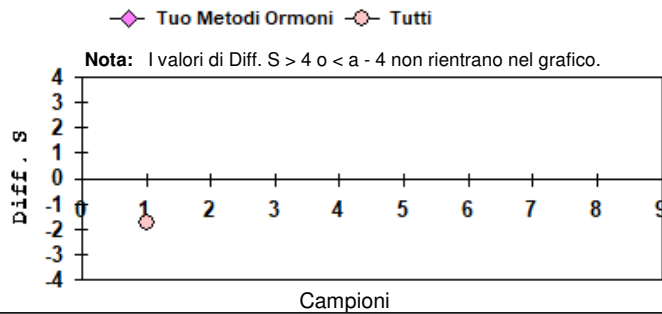 Tuo Metodi Ormoni Tutti
Nota: I valori di Diff. S > 4 o < a - 4 non rientrano nel grafico.
4
3
2
1
0
-1
-2
-3
-4
Diff. S
0 1 2 3 4 5 6 7 8 9
Campioni